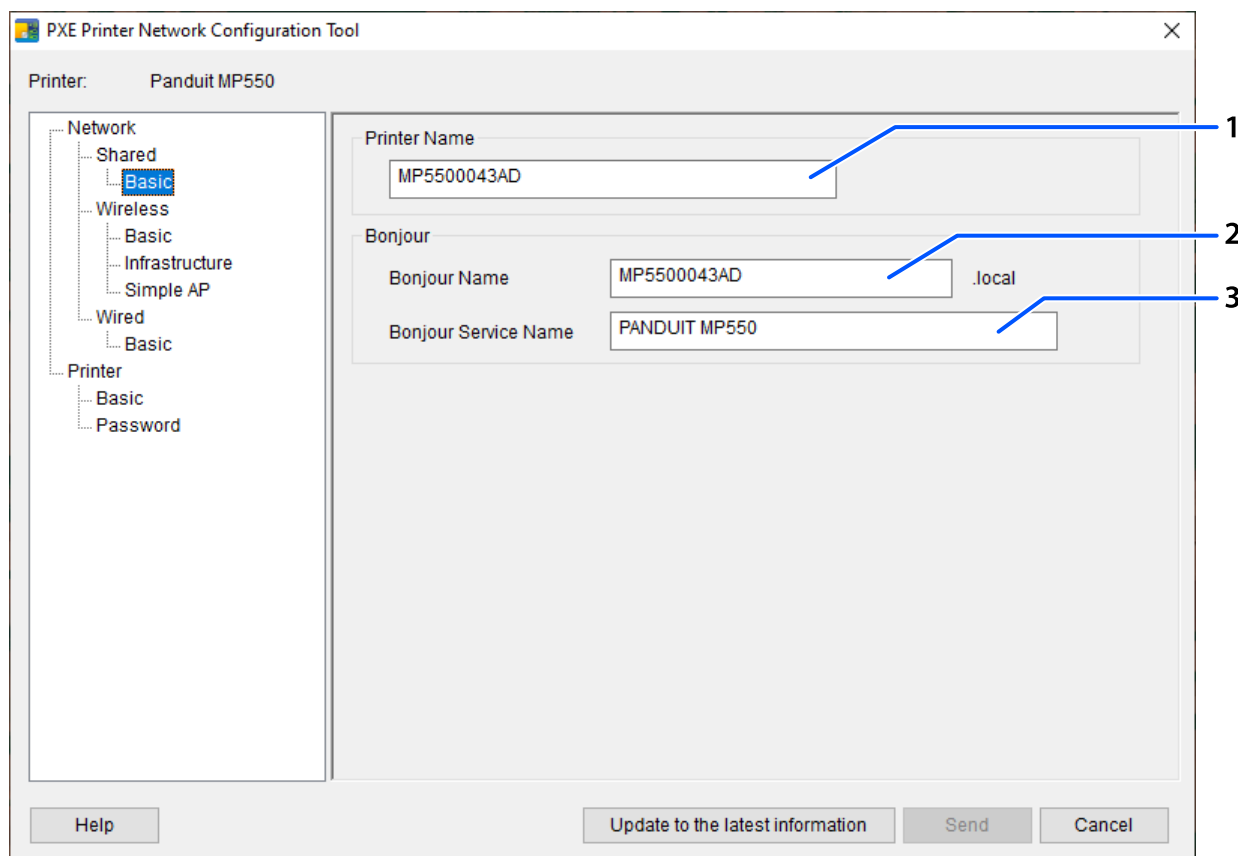 PXE Printer Network Configuration Tool
Printer: Panduit MP550
Network
Shared
Basic
Wireless
Basic
Infrastructure
Simple AP
Wired
Basic
Printer
Basic
Password
Printer Name
1
MP5500043AD
Bonjour
2
Bonjour Name MP5500043AD .local
3
Bonjour Service Name PANDUIT MP550
Help Update to the latest information Send Cancel